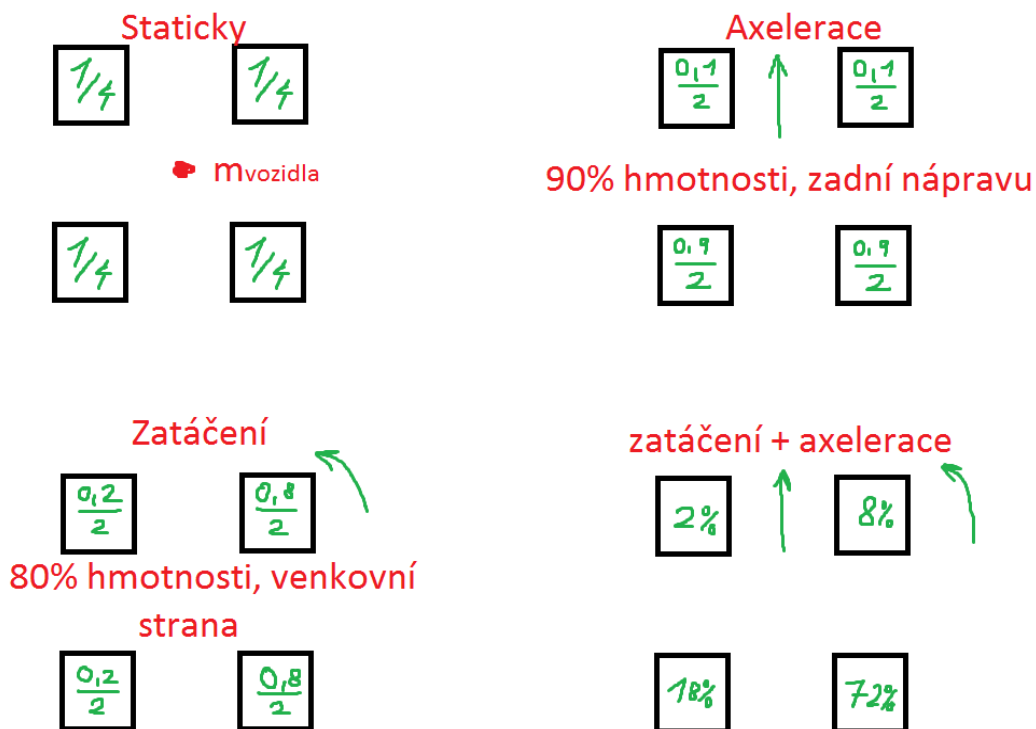 Staticky
1/4 1/4
mvozidla
1/4 1/4
Axelerace
0,1/2 0,1/2
90% hmotnosti, zadní nápravu
0,9/2 0,9/2
Zatáčení
0,2/2 0,8/2
80% hmotnosti, venkovní
strana
0,2/2 0,8/2
zatáčení + axelerace
2% 8%
18% 72%